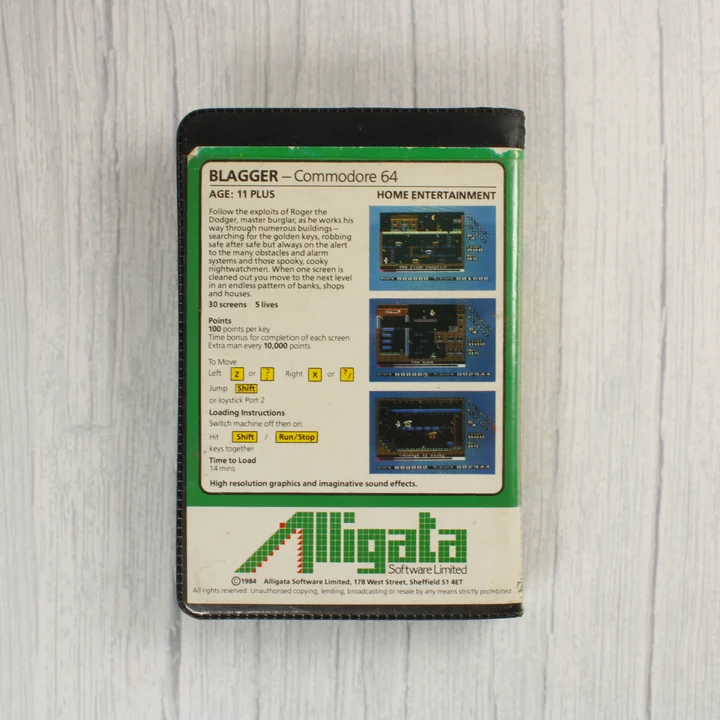 BLAGGER – Commodore 64
AGE: 11 PLUS HOME ENTERTAINMENT
Follow the exploits of Roger the
Dodger, master burglar, as he works his
way through numerous buildings –
searching for the golden keys, robbing
safe after safe but always on the alert
to the many obstacles and alarm
systems and those spooky, cooky
nightwatchmen. When one screen is
cleaned out you move to the next level
in an endless pattern of banks, shops
and houses.
30 screens 5 lives
Points
100 points per key
Time bonus for completion of each screen
Extra man every 10,000 points
To Move
Left Z or Right X or ?/
Jump Shift
or Joystick Port 2
Loading Instructions
Switch machine off then on
Hit Shift / Run/Stop
keys together
Time to Load
14 mins
High resolution graphics and imaginative sound effects.
Alligata
Software Limited
©1984 Alligata Software Limited, 178 West Street, Sheffield S1 4ET
All rights reserved. Unauthorised copying, lending, broadcasting or resale by any means strictly prohibited.